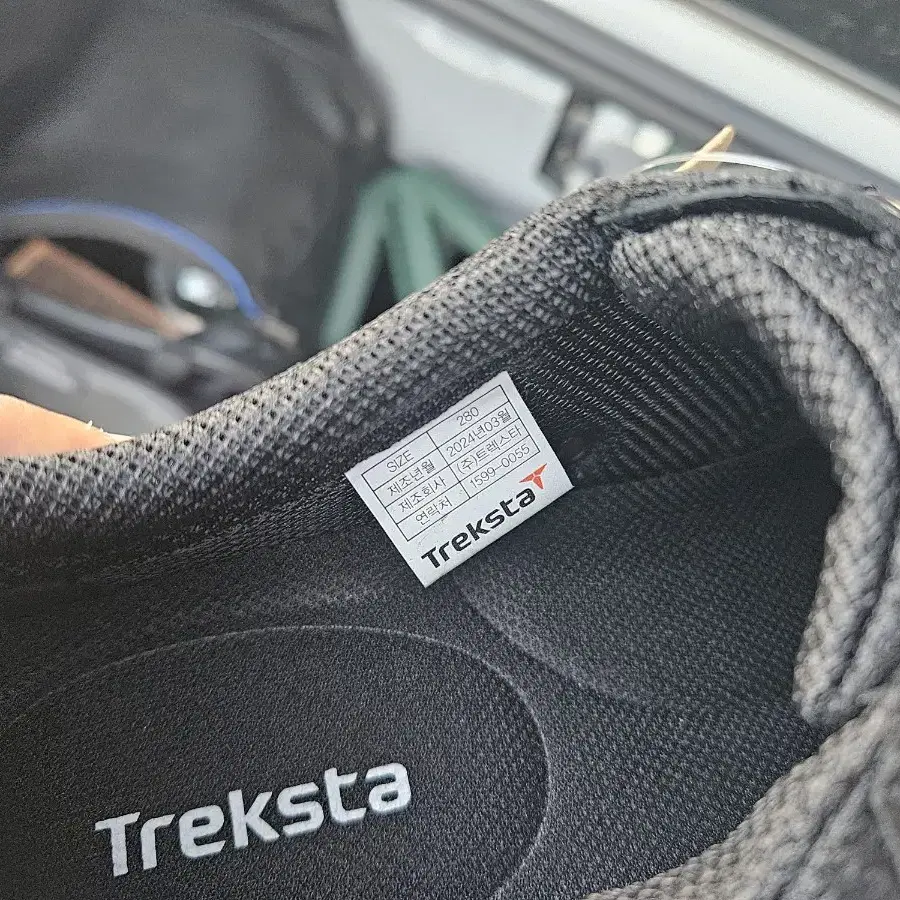 SIZE 280
제조년월 2024년03월
제조회사 (주)트렉스타
연락처 1599-0055
Treksta
Treksta